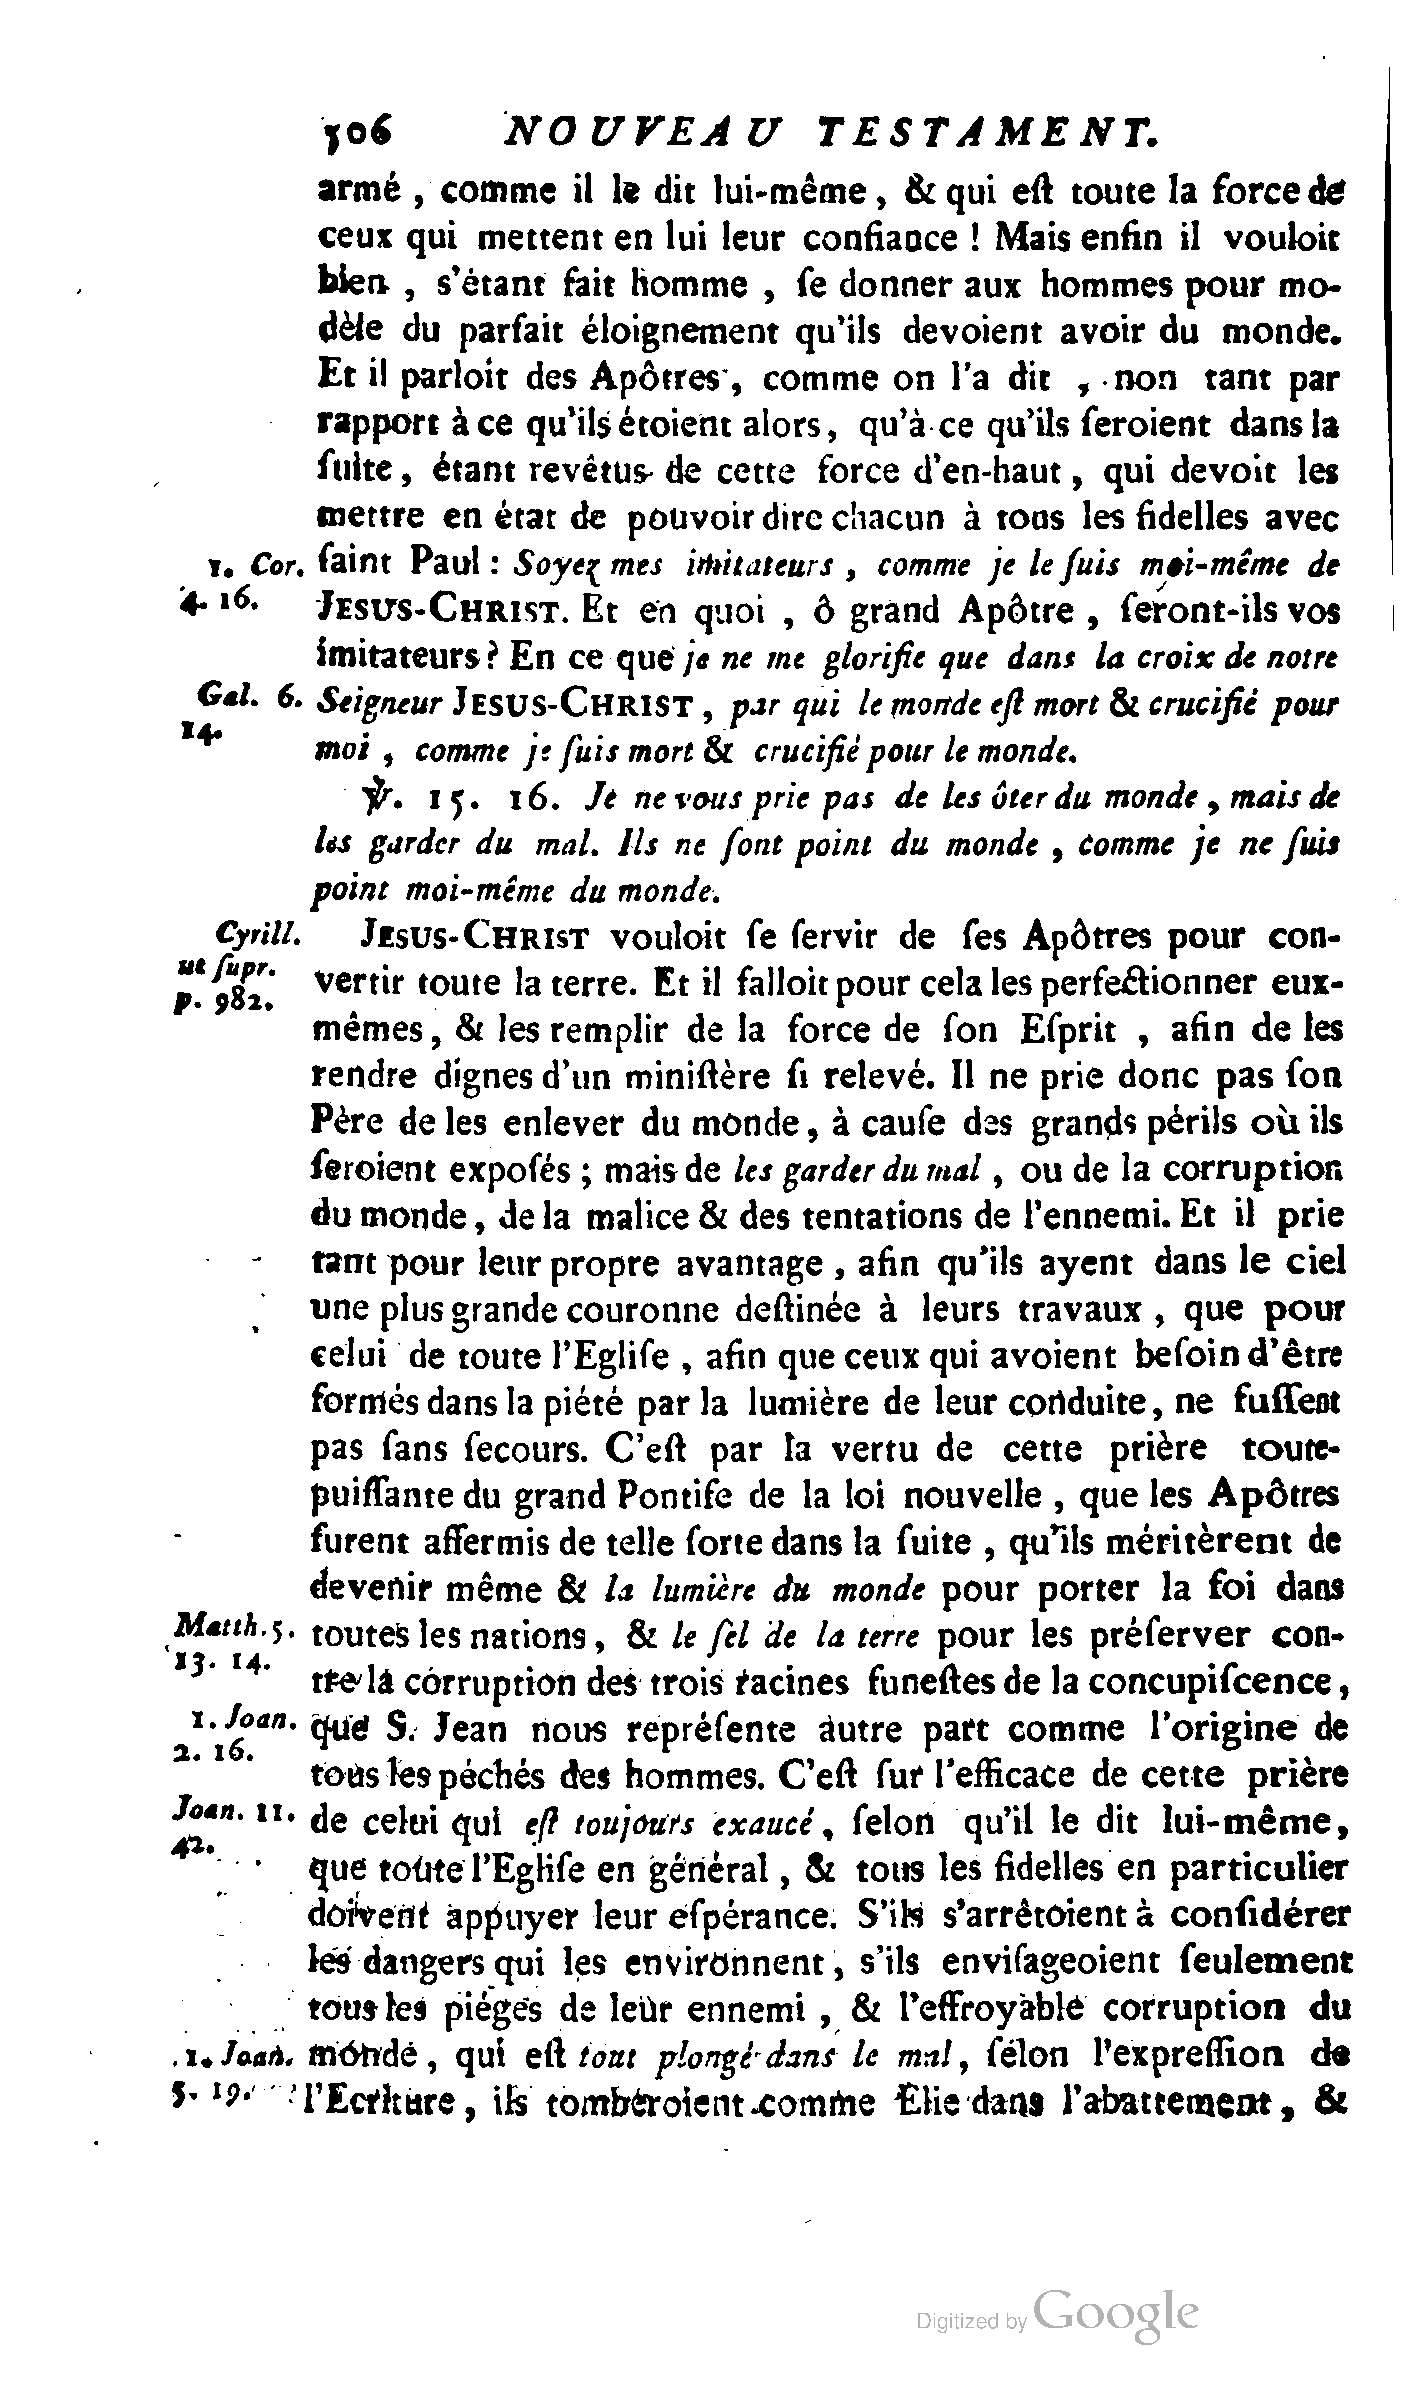 506 NOUVEAU TESTAMENT.
armé, comme il le dit lui-même, & qui eſt toute la force de
ceux qui mettent en lui leur confiance ! Mais enfin il vouloit
bien, s'étant fait homme, ſe donner aux hommes pour mo-
dèle du parfait éloignement qu'ils devoient avoir du monde.
Et il parloit des Apôtres, comme on l'a dit, non tant par
rapport à ce qu'ils étoient alors, qu'à ce qu'ils ſeroient dans la
ſuite, étant revêtus de cette force d'en-haut, qui devoit les
mettre en état de pouvoir dire chacun à tous les fidelles avec
1. Cor. ſaint Paul : Soyez mes imitateurs, comme je le ſuis moi-même de
4. 16. JESUS-CHRIST. Et en quoi, ô grand Apôtre, ſeront-ils vos
imitateurs ? En ce que je ne me glorifie que dans la croix de notre
Gal. 6. Seigneur JESUS-CHRIST, par qui le monde eſt mort & crucifié pour
14.
moi, comme je ſuis mort & crucifié pour le monde.
℣. 15. 16. Je ne vous prie pas de les ôter du monde, mais de
les garder du mal. Ils ne ſont point du monde, comme je ne ſuis
point moi-même du monde.
Cyrill. JESUS-CHRIST vouloit ſe ſervir de ſes Apôtres pour con-
ut ſupr. vertir toute la terre. Et il falloit pour cela les perfectionner eux-
p. 982.
mêmes, & les remplir de la force de ſon Eſprit, afin de les
rendre dignes d'un miniſtère ſi relevé. Il ne prie donc pas ſon
Père de les enlever du monde, à cauſe des grands périls où ils
ſeroient expoſés ; mais de les garder du mal, ou de la corruption
du monde, de la malice & des tentations de l'ennemi. Et il prie
tant pour leur propre avantage, afin qu'ils ayent dans le ciel
une plus grande couronne deſtinée à leurs travaux, que pour
celui de toute l'Egliſe, afin que ceux qui avoient beſoin d'être
formés dans la piété par la lumière de leur conduite, ne fuſſent
pas ſans ſecours. C'eſt par la vertu de cette prière toute-
puiſſante du grand Pontife de la loi nouvelle, que les Apôtres
furent affermis de telle ſorte dans la ſuite, qu'ils méritèrent de
devenir même & la lumière du monde pour porter la foi dans
Matth. 5. toutes les nations, & le ſel de la terre pour les préſerver con-
13. 14.
tre la corruption des trois racines funeſtes de la concupiſcence,
1. Joan. que S. Jean nous repréſente autre part comme l'origine de
2. 16.
tous les péchés des hommes. C'eſt ſur l'efficace de cette prière
Joan. 11. de celui qui eſt toujours exaucé, ſelon qu'il le dit lui-même,
42.
que toute l'Egliſe en général, & tous les fidelles en particulier
doivent appuyer leur eſpérance. S'ils s'arrêtoient à conſidérer
les dangers qui les environnent, s'ils enviſageoient ſeulement
tous les piéges de leur ennemi, & l'effroyable corruption du
1. Joan. monde, qui eſt tout plongé dans le mal, ſelon l'expreſſion de
5. 19. l'Ecriture, ils tomberoient comme Elie dans l'abattement, &
Digitized by Google